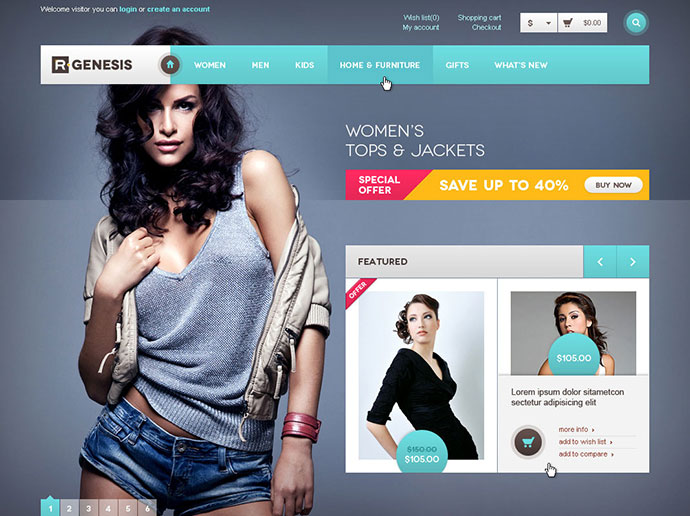 Welcome visitor you can login or create an account
Wish list(0)
My account
Shopping cart
Checkout
$
$0.00
R GENESIS
WOMEN
MEN
KIDS
HOME & FURNITURE
GIFTS
WHAT'S NEW
WOMEN'S
TOPS & JACKETS
SPECIAL
OFFER
SAVE UP TO 40%
BUY NOW
FEATURED
OFFER
$150.00
$105.00
$105.00
Lorem ipsum dolor sitametcon
sectetur adipisicing elit
more info
add to wish list
add to compare
1 2 3 4 5 6